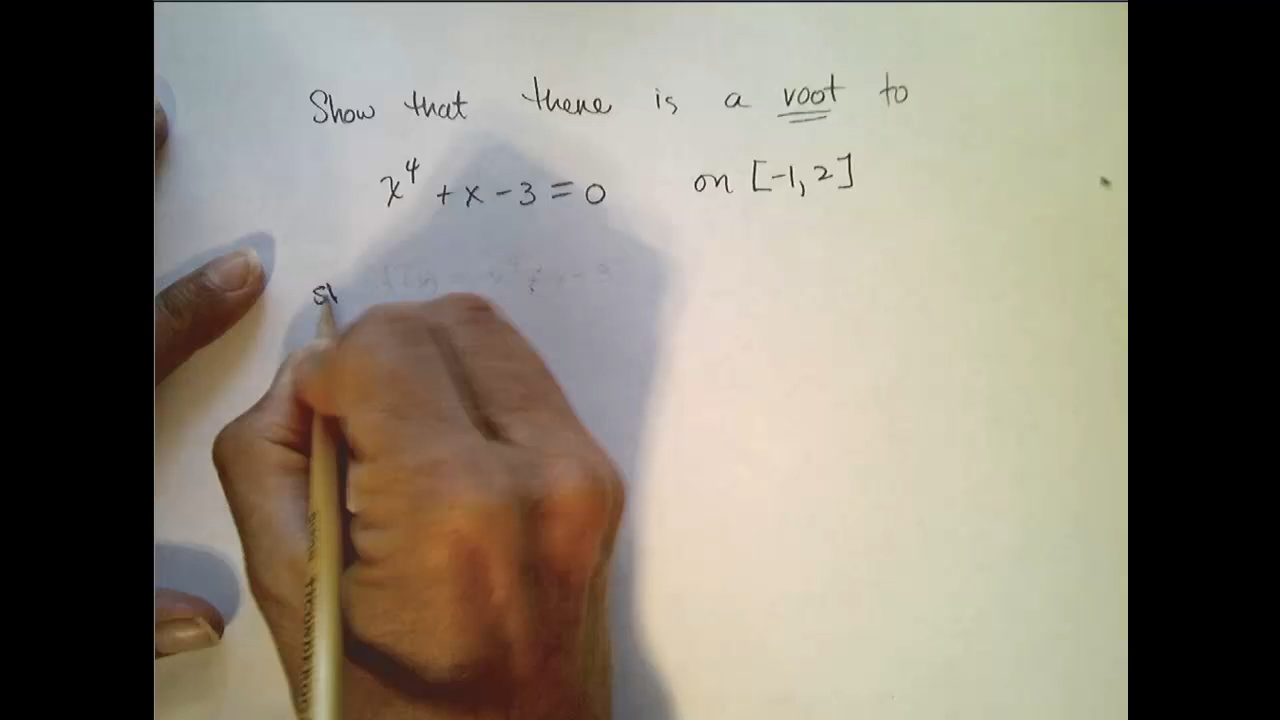 Show that there is a root to
x⁴ + x - 3 = 0 on [-1, 2]